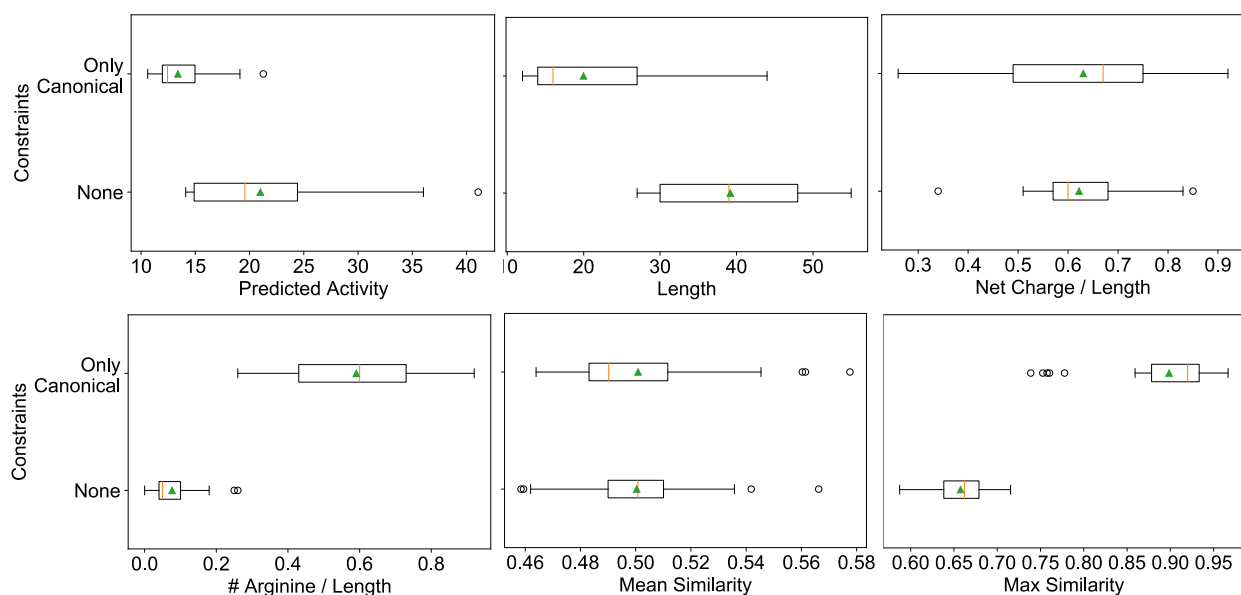 Constraints
Only
Canonical
None
10 15 20 25 30 35 40
Predicted Activity
10 20 30 40 50
Length
0.3 0.4 0.5 0.6 0.7 0.8 0.9
Net Charge / Length
Constraints
Only
Canonical
None
0.0 0.2 0.4 0.6 0.8
# Arginine / Length
0.46 0.48 0.50 0.52 0.54 0.56 0.58
Mean Similarity
0.60 0.65 0.70 0.75 0.80 0.85 0.90 0.95
Max Similarity